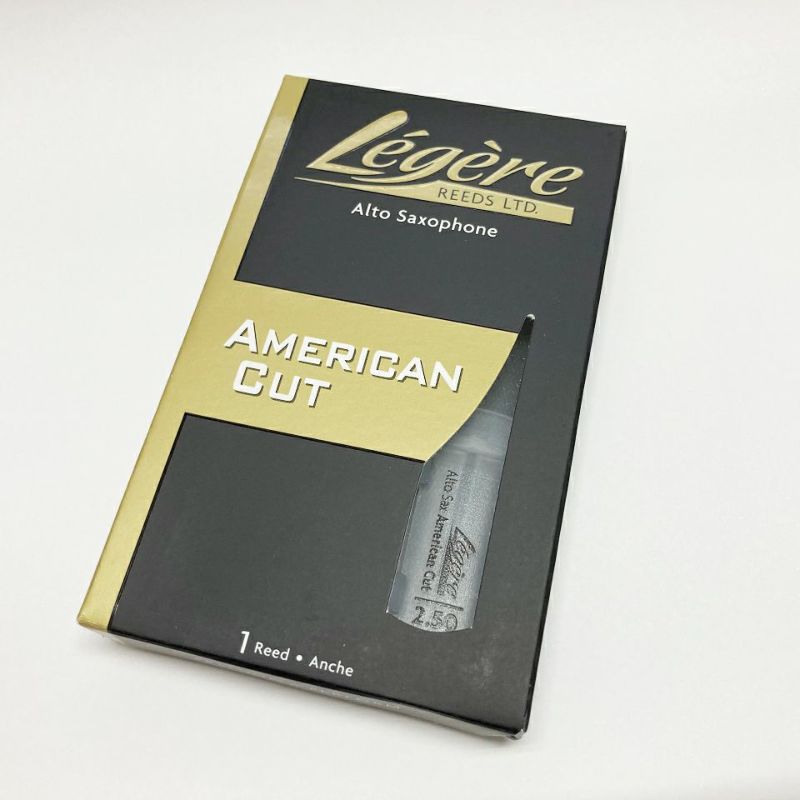 Légère
REEDS LTD.
Alto Saxophone
AMERICAN
CUT
Légère
Alto Sax American Cut
2.50
1 Reed • Anche